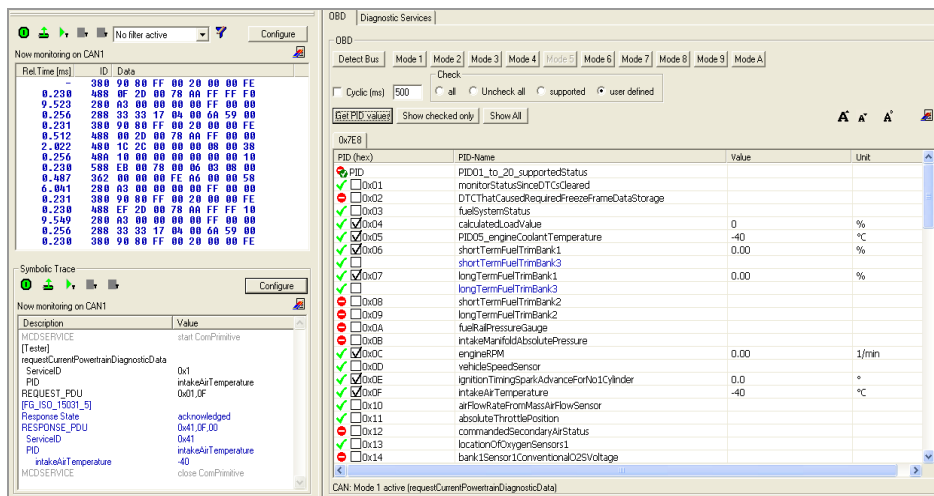 No filter active
Configure
Now monitoring on CAN1
Rel.Time [ms] ID Data
- 380 90 80 FF 00 20 00 00 FE
0.230 488 0F 2D 00 78 AA FF FF F0
9.523 280 A3 00 00 00 00 FF 00 00
0.256 288 33 33 17 04 00 6A 59 00
0.231 380 90 80 FF 00 20 00 00 FE
0.512 488 00 2D 00 78 AA FF 00 00
2.022 480 1C 2C 00 00 00 08 00 38
0.256 48A 10 00 00 00 00 00 00 10
0.230 588 EB 00 78 00 06 03 08 00
0.487 362 00 00 00 FE A6 00 00 58
6.041 280 A3 00 00 00 00 FF 00 00
0.231 380 90 80 FF 00 20 00 00 FE
0.230 488 EF 2D 00 78 AA FF FF 10
9.549 280 A3 00 00 00 00 FF 00 00
0.256 288 33 33 17 04 00 6A 59 00
0.230 380 90 80 FF 00 20 00 00 FE
Symbolic Trace
Configure
Now monitoring on CAN1
Description Value
MCDSERVICE start ComPrimitive
[Tester]
requestCurrentPowertrainDiagnosticData
ServiceID 0x1
PID intakeAirTemperature
REQUEST_PDU 0x01,0F
[FG_ISO_15031_5]
Response State acknowledged
RESPONSE_PDU 0x41,0F,00
ServiceID 0x41
PID intakeAirTemperature
intakeAirTemperature -40
MCDSERVICE close ComPrimitive
OBD Diagnostic Services
OBD
Detect Bus Mode 1 Mode 2 Mode 3 Mode 4 Mode 5 Mode 6 Mode 7 Mode 8 Mode 9 Mode A
Check
Cyclic (ms) 500 all Uncheck all supported user defined
Get PID values Show checked only Show All A A A
0x7E8
PID (hex) PID-Name Value Unit
PID PID01_to_20_supportedStatus
0x01 monitorStatusSinceDTCsCleared
0x02 DTCThatCausedRequiredFreezeFrameDataStorage
0x03 fuelSystemStatus
0x04 calculatedLoadValue 0 %
0x05 PID05_engineCoolantTemperature -40 °C
0x06 shortTermFuelTrimBank1 0.00 %
shortTermFuelTrimBank3
0x07 longTermFuelTrimBank1 0.00 %
longTermFuelTrimBank3
0x08 shortTermFuelTrimBank2
0x09 longTermFuelTrimBank2
0x0A fuelRailPressureGauge
0x0B intakeManifoldAbsolutePressure
0x0C engineRPM 0.00 1/min
0x0D vehicleSpeedSensor
0x0E ignitionTimingSparkAdvanceForNo1Cylinder 0.0 °
0x0F intakeAirTemperature -40 °C
0x10 airFlowRateFromMassAirFlowSensor
0x11 absoluteThrottlePosition
0x12 commandedSecondaryAirStatus
0x13 locationOfOxygenSensors1
0x14 bank1Sensor1ConventionalO2SVoltage
CAN: Mode 1 active (requestCurrentPowertrainDiagnosticData)